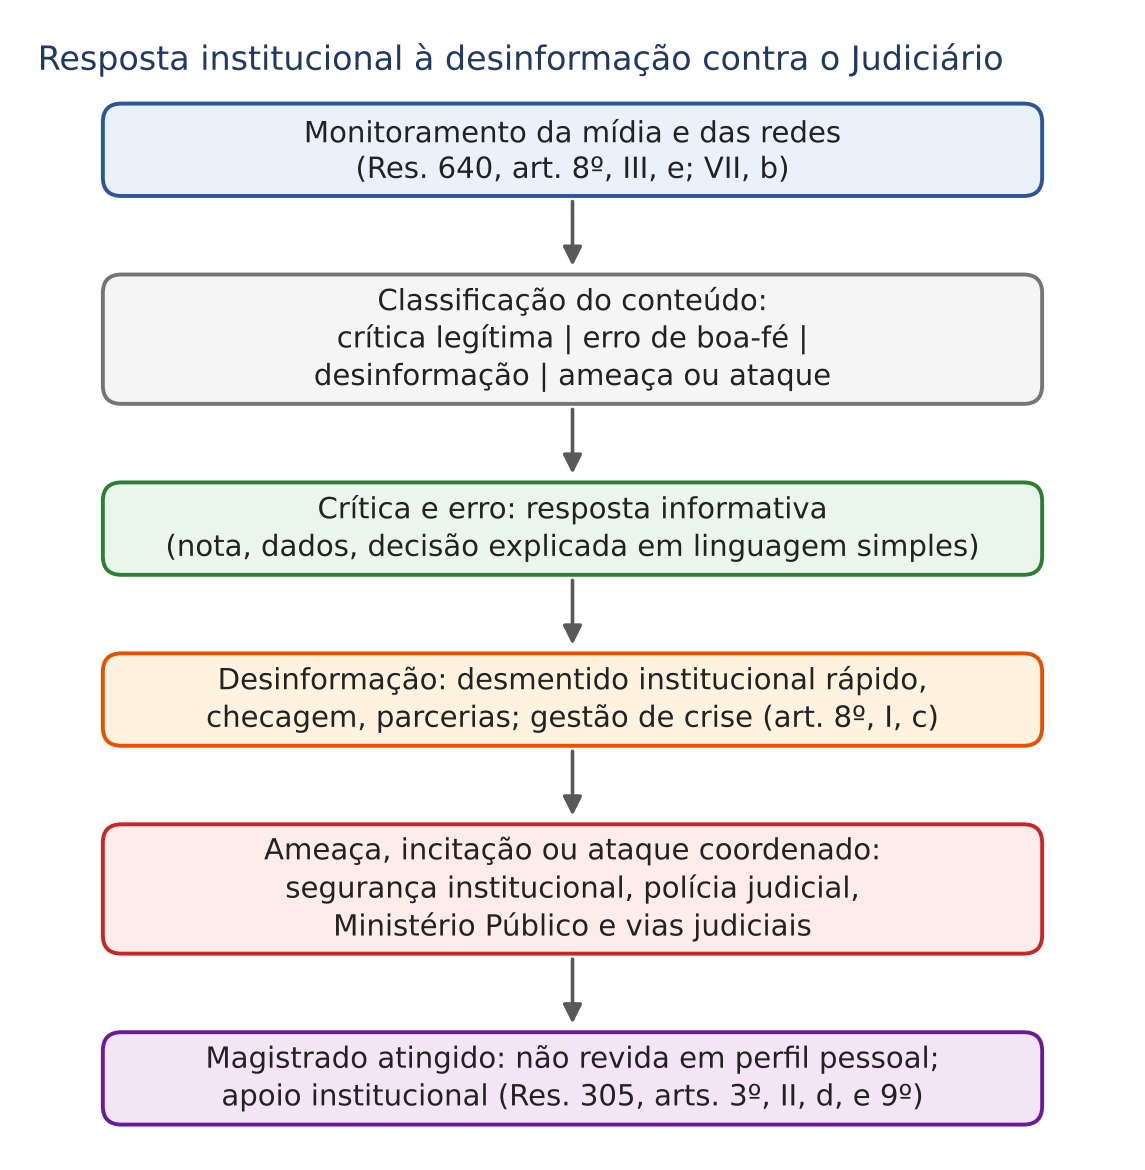 Resposta institucional à desinformação contra o Judiciário
Monitoramento da mídia e das redes
(Res. 640, art. 8º, III, e; VII, b)
Classificação do conteúdo:
crítica legítima | erro de boa-fé |
desinformação | ameaça ou ataque
Crítica e erro: resposta informativa
(nota, dados, decisão explicada em linguagem simples)
Desinformação: desmentido institucional rápido,
checagem, parcerias; gestão de crise (art. 8º, I, c)
Ameaça, incitação ou ataque coordenado:
segurança institucional, polícia judicial,
Ministério Público e vias judiciais
Magistrado atingido: não revida em perfil pessoal;
apoio institucional (Res. 305, arts. 3º, II, d, e 9º)